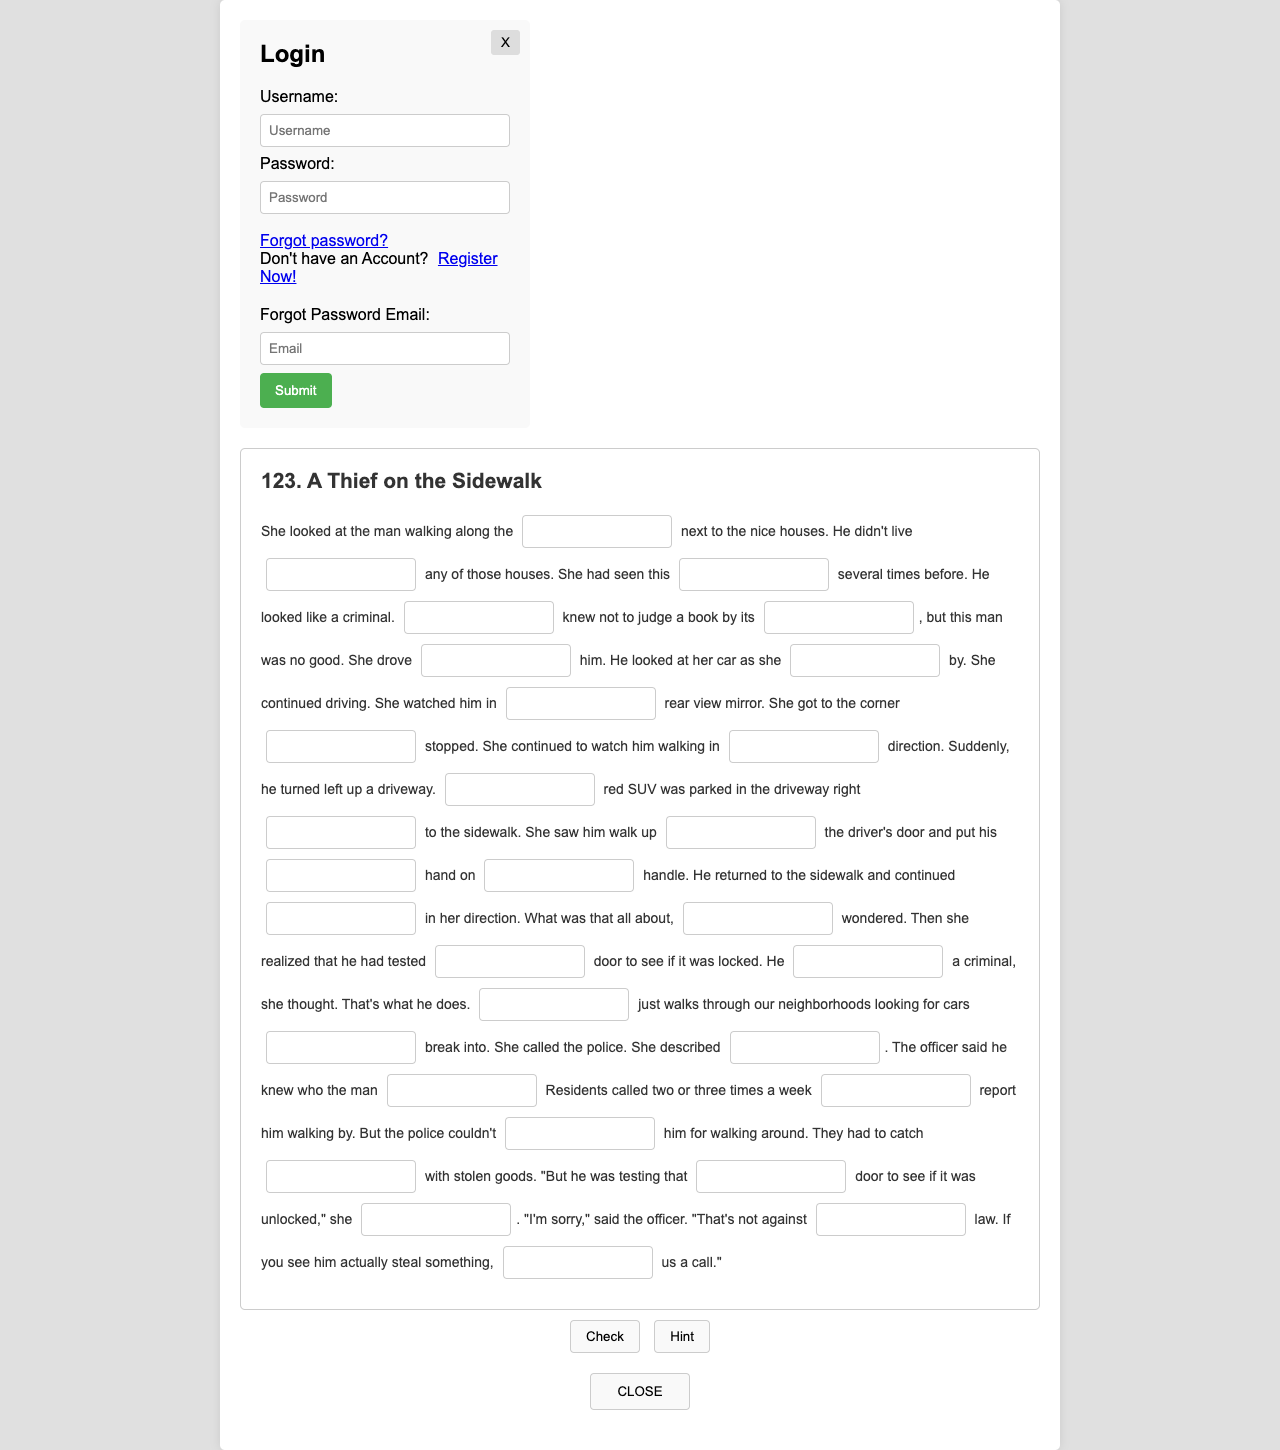 Login
X
Username:
Username
Password:
Password
Forgot password?
Don't have an Account? Register
Now!
Forgot Password Email:
Email
Submit
123. A Thief on the Sidewalk
She looked at the man walking along the next to the nice houses. He didn't live
any of those houses. She had seen this several times before. He
looked like a criminal. knew not to judge a book by its , but this man
was no good. She drove him. He looked at her car as she by. She
continued driving. She watched him in rear view mirror. She got to the corner
stopped. She continued to watch him walking in direction. Suddenly,
he turned left up a driveway. red SUV was parked in the driveway right
to the sidewalk. She saw him walk up the driver's door and put his
hand on handle. He returned to the sidewalk and continued
in her direction. What was that all about, wondered. Then she
realized that he had tested door to see if it was locked. He a criminal,
she thought. That's what he does. just walks through our neighborhoods looking for cars
break into. She called the police. She described . The officer said he
knew who the man Residents called two or three times a week report
him walking by. But the police couldn't him for walking around. They had to catch
with stolen goods. "But he was testing that door to see if it was
unlocked," she . "I'm sorry," said the officer. "That's not against law. If
you see him actually steal something, us a call."
Check Hint
CLOSE